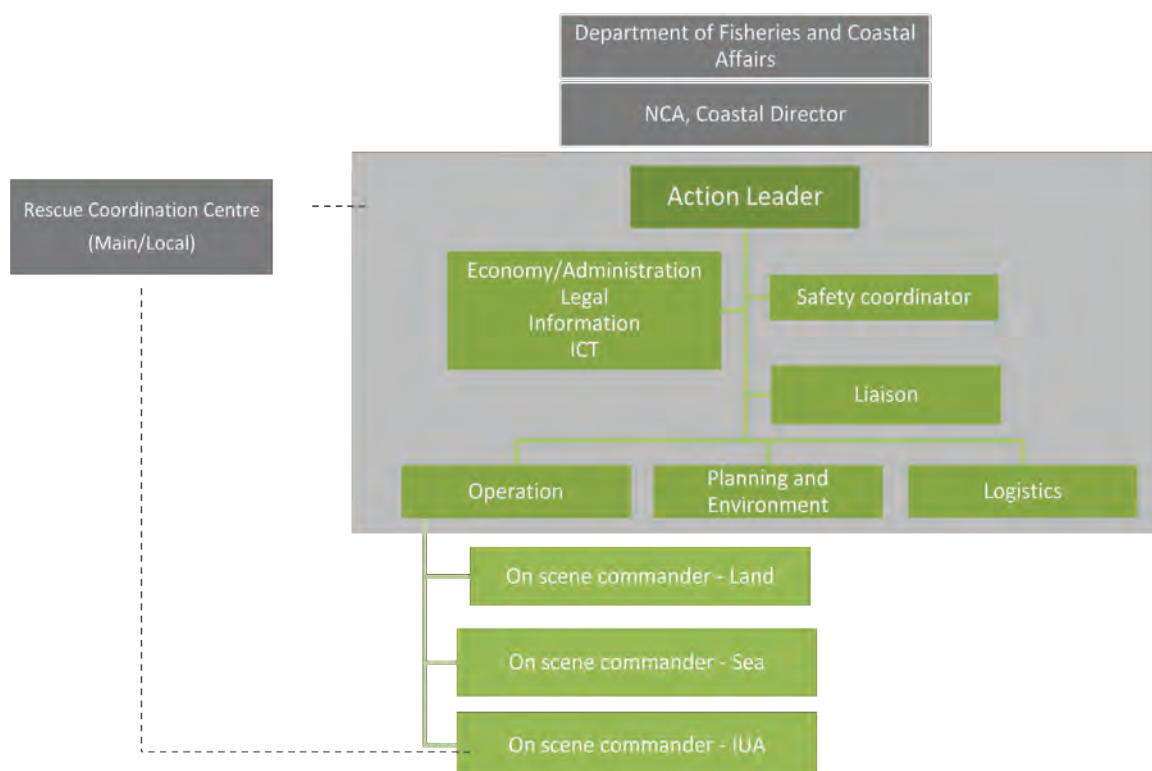 Department of Fisheries and Coastal
Affairs
NCA, Coastal Director
Rescue Coordination Centre
(Main/Local)
Action Leader
Economy/Administration
Legal
Information
ICT
Safety coordinator
Liaison
Operation
Planning and
Environment
Logistics
On scene commander - Land
On scene commander - Sea
On scene commander - IUA